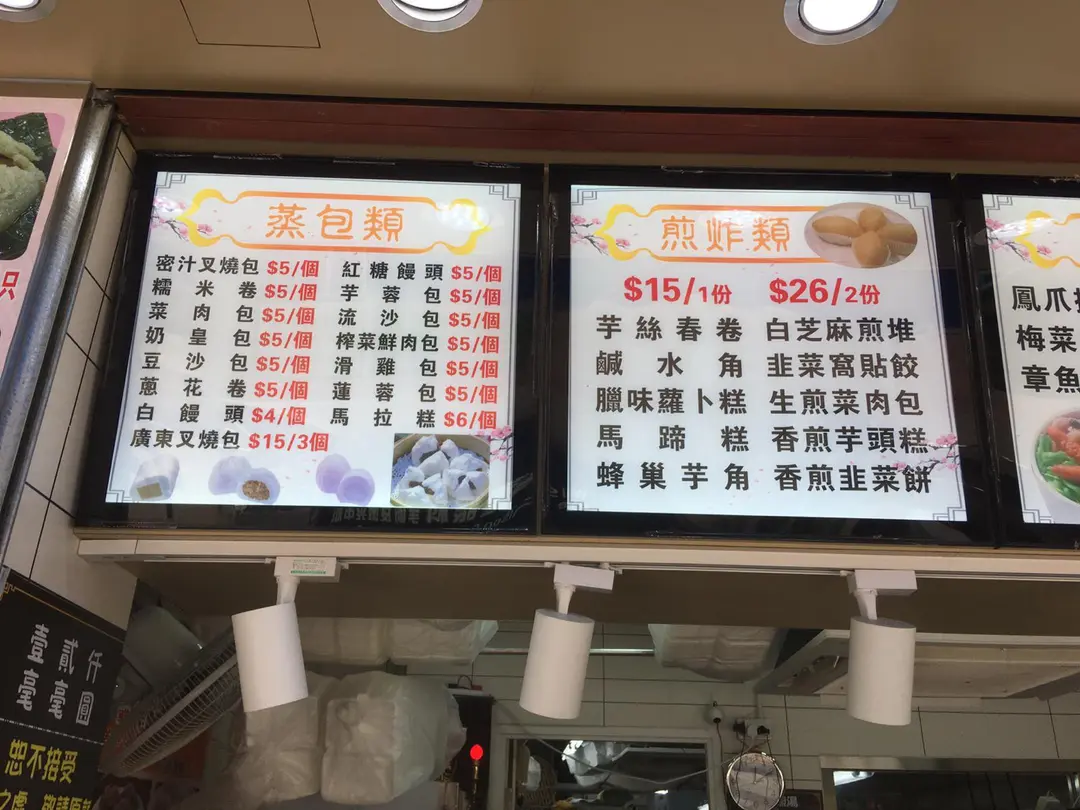 蒸包類
密汁叉燒包 $5/個 紅糖饅頭 $5/個
糯米卷 $5/個 芋蓉包 $5/個
菜肉包 $5/個 流沙包 $5/個
奶皇包 $5/個 榨菜鮮肉包 $5/個
豆沙包 $5/個 滑雞包 $5/個
蔥花卷 $5/個 蓮蓉包 $5/個
白饅頭 $4/個 馬拉糕 $6/個
廣東叉燒包 $15/3個
煎炸類
$15/1份 $26/2份
芋絲春卷 白芝麻煎堆
鹹水角 韭菜窩貼餃
臘味蘿卜糕 生煎菜肉包
馬蹄糕 香煎芋頭糕
蜂巢芋角 香煎韭菜餅
鳳爪
梅菜
章魚
壹貳仟
毫毫圓
恕不接受
之處 敬請原